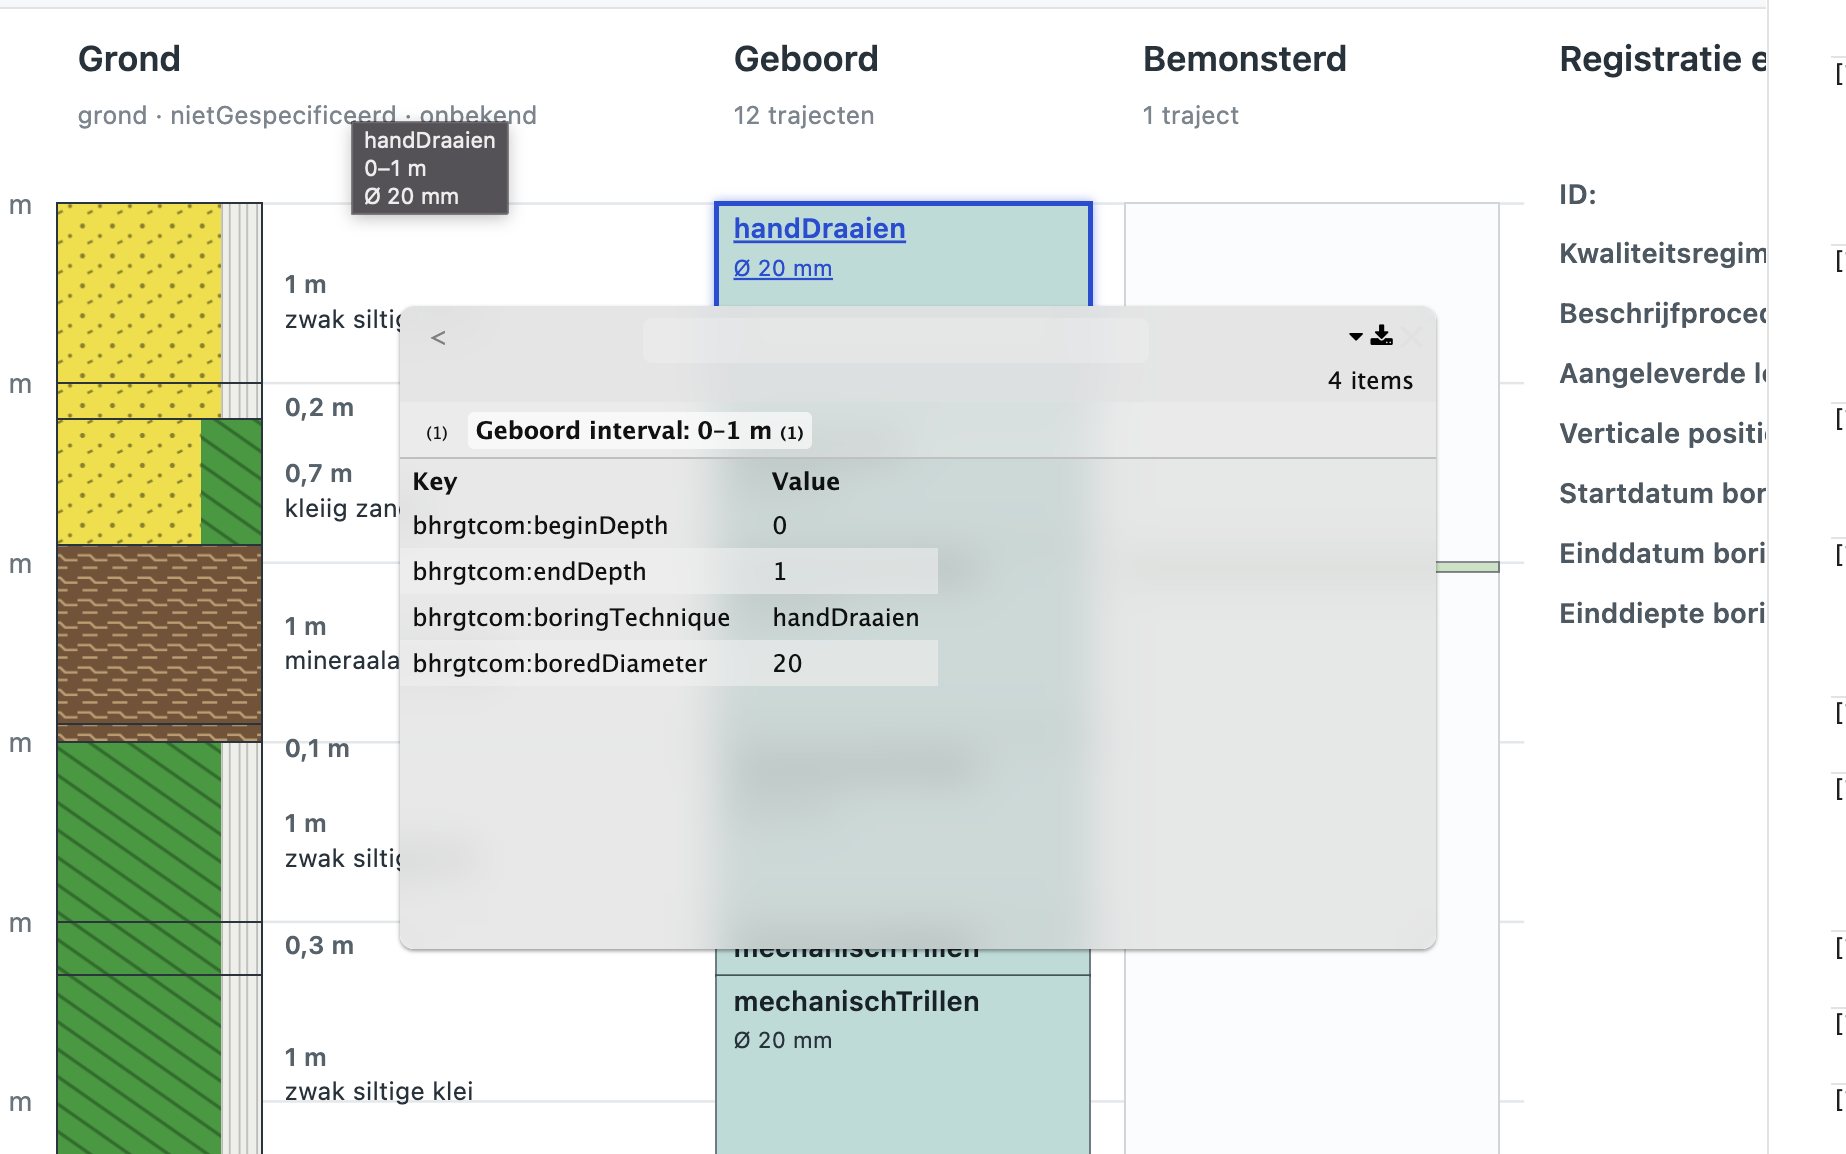 Grond
grond · nietGespecificeerd · onbekend
Geboord
12 trajecten
Bemonsterd
1 traject
Registratie e
handDraaien
0–1 m
Ø 20 mm
m
m
m
m
m
m
1 m
zwak siltig
0,2 m
0,7 m
kleiig zan
1 m
mineraala
0,1 m
1 m
zwak siltig
0,3 m
1 m
zwak siltige klei
handDraaien
Ø 20 mm
<
4 items
(1) Geboord interval: 0–1 m (1)
Key Value
bhrgtcom:beginDepth 0
bhrgtcom:endDepth 1
bhrgtcom:boringTechnique handDraaien
bhrgtcom:boredDiameter 20
mechanischTrillen
mechanischTrillen
Ø 20 mm
ID:
Kwaliteitsregim
Beschrijfproced
Aangeleverde l
Verticale positi
Startdatum bor
Einddatum bori
Einddiepte bori
[
[
[
[
[
[
[
[
[